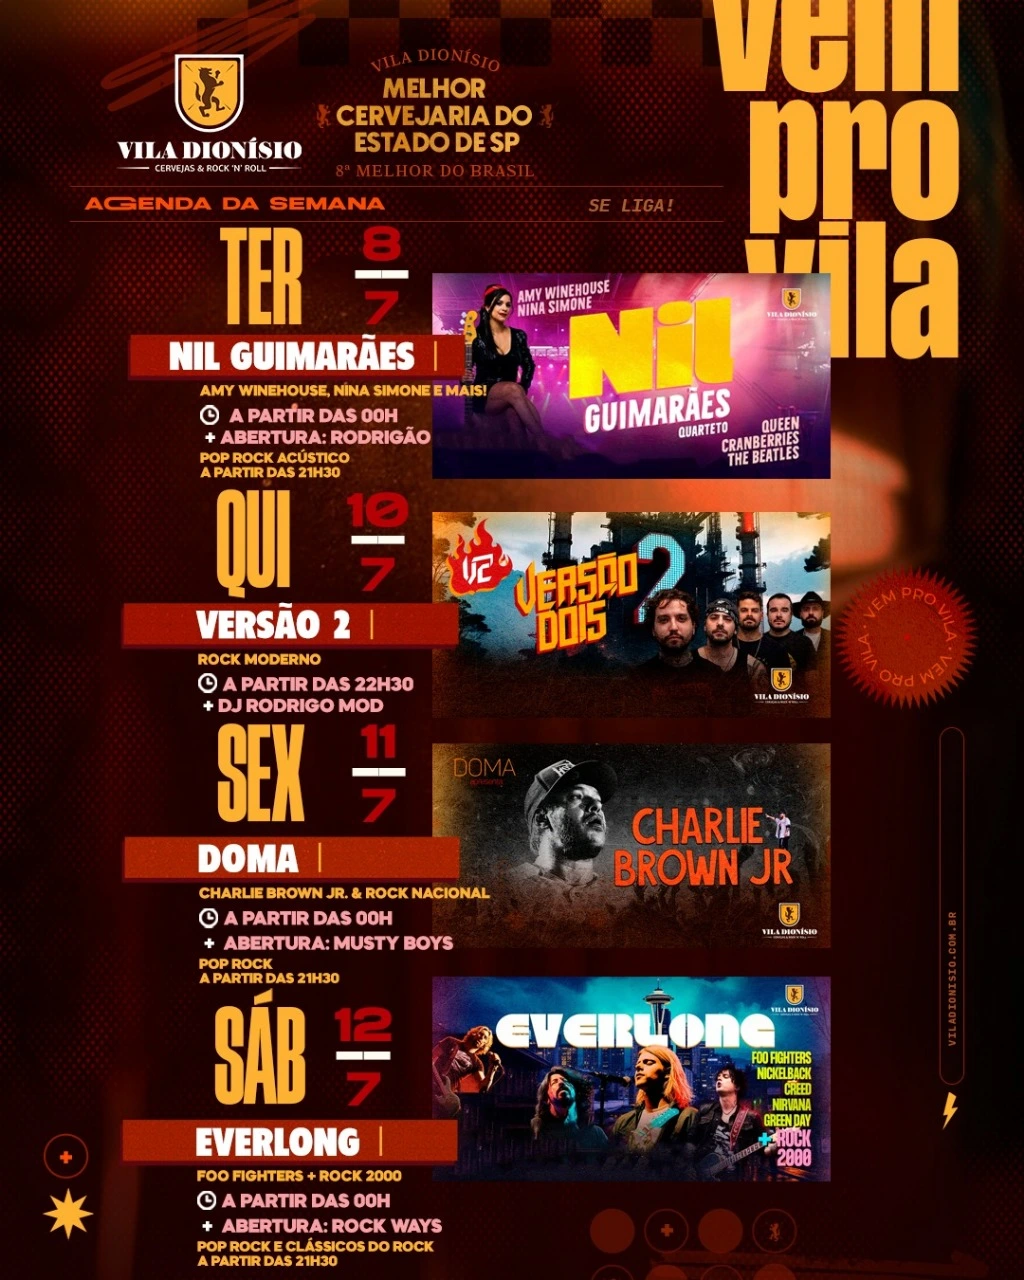 vem
pro
vila
VILA DIONÍSIO
CERVEJAS & ROCK 'N' ROLL
VILA DIONÍSIO
MELHOR
CERVEJARIA DO
ESTADO DE SP
8ª MELHOR DO BRASIL
AGENDA DA SEMANA
SE LIGA!
TER
8
7
NIL GUIMARÃES
AMY WINEHOUSE, NINA SIMONE E MAIS!
A PARTIR DAS 00H
+ ABERTURA: RODRIGÃO
POP ROCK ACÚSTICO
A PARTIR DAS 21H30
AMY WINEHOUSE
NINA SIMONE
Nil
GUIMARÃES
QUARTETO
QUEEN
CRANBERRIES
THE BEATLES
VILA DIONÍSIO
QUI
10
7
VERSÃO 2
ROCK MODERNO
A PARTIR DAS 22H30
+ DJ RODRIGO MOD
V2
VERSÃO
DOIS
?
VILA DIONÍSIO
VEM PRO VILA · VEM PRO VILA ·
SEX
11
7
DOMA
CHARLIE BROWN JR. & ROCK NACIONAL
A PARTIR DAS 00H
+ ABERTURA: MUSTY BOYS
POP ROCK
A PARTIR DAS 21H30
DOMA
apresenta
CHARLIE
BROWN JR
VILA DIONÍSIO
SÁB
12
7
EVERLONG
FOO FIGHTERS + ROCK 2000
A PARTIR DAS 00H
+ ABERTURA: ROCK WAYS
POP ROCK E CLÁSSICOS DO ROCK
A PARTIR DAS 21H30
EVERLONG
FOO FIGHTERS
NICKELBACK
CREED
NIRVANA
GREEN DAY
+ ROCK
2000
VILA DIONÍSIO
VILADIONISIO.COM.BR